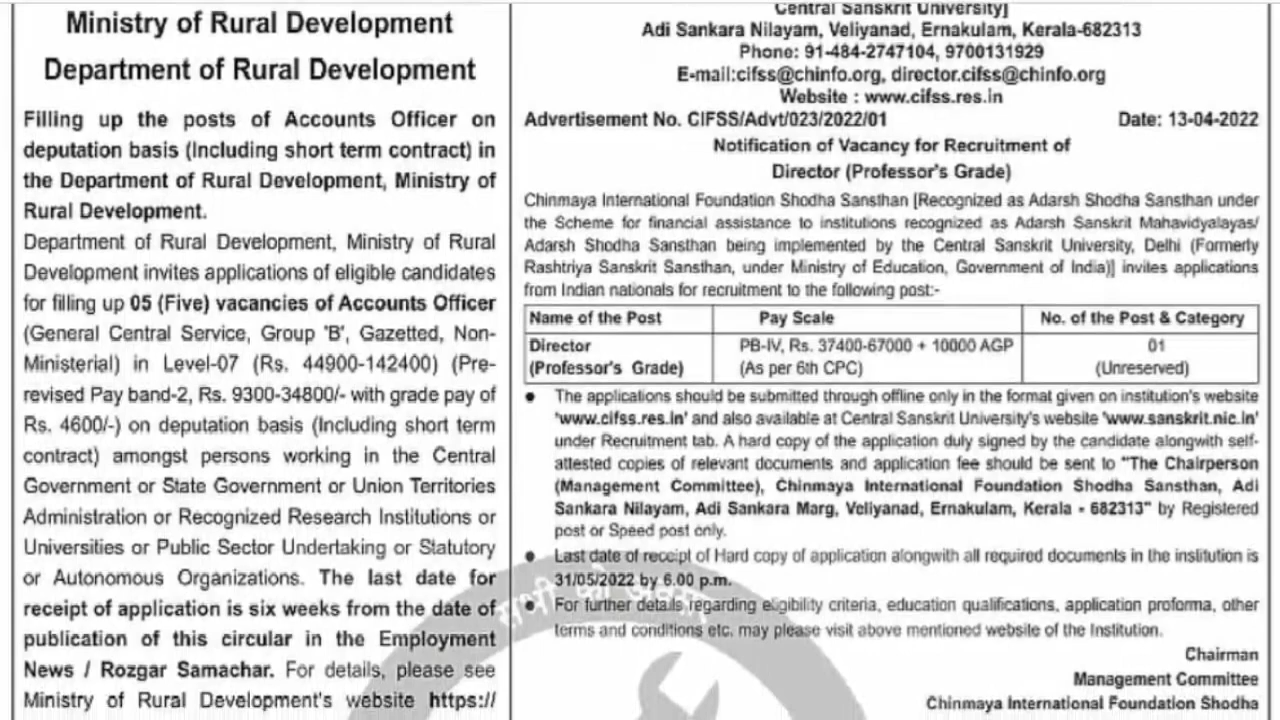 Ministry of Rural Development
Department of Rural Development
Filling up the posts of Accounts Officer on
deputation basis (Including short term contract) in
the Department of Rural Development, Ministry of
Rural Development.
Department of Rural Development, Ministry of Rural
Development invites applications of eligible candidates
for filling up 05 (Five) vacancies of Accounts Officer
(General Central Service, Group 'B', Gazetted, Non-
Ministerial) in Level-07 (Rs. 44900-142400) (Pre-
revised Pay band-2, Rs. 9300-34800/- with grade pay of
Rs. 4600/-) on deputation basis (Including short term
contract) amongst persons working in the Central
Government or State Government or Union Territories
Administration or Recognized Research Institutions or
Universities or Public Sector Undertaking or Statutory
or Autonomous Organizations. The last date for
receipt of application is six weeks from the date of
publication of this circular in the Employment
News / Rozgar Samachar. For details, please see
Ministry of Rural Development's website https://
Central Sanskrit University]
Adi Sankara Nilayam, Veliyanad, Ernakulam, Kerala-682313
Phone: 91-484-2747104, 9700131929
E-mail:cifss@chinfo.org, director.cifss@chinfo.org
Website : www.cifss.res.in
Advertisement No. CIFSS/Advt/023/2022/01 Date: 13-04-2022
Notification of Vacancy for Recruitment of
Director (Professor's Grade)
Chinmaya International Foundation Shodha Sansthan [Recognized as Adarsh Shodha Sansthan under
the Scheme for financial assistance to institutions recognized as Adarsh Sanskrit Mahavidyalayas/
Adarsh Shodha Sansthan being implemented by the Central Sanskrit University, Delhi (Formerly
Rashtriya Sanskrit Sansthan, under Ministry of Education, Government of India)] invites applications
from Indian nationals for recruitment to the following post:-
Name of the Post Pay Scale No. of the Post & Category
Director PB-IV, Rs. 37400-67000 + 10000 AGP 01
(Professor's Grade) (As per 6th CPC) (Unreserved)
• The applications should be submitted through offline only in the format given on institution's website
'www.cifss.res.in' and also available at Central Sanskrit University's website 'www.sanskrit.nic.in'
under Recruitment tab. A hard copy of the application duly signed by the candidate alongwith self-
attested copies of relevant documents and application fee should be sent to "The Chairperson
(Management Committee), Chinmaya International Foundation Shodha Sansthan, Adi
Sankara Nilayam, Adi Sankara Marg, Veliyanad, Ernakulam, Kerala - 682313" by Registered
post or Speed post only.
• Last date of receipt of Hard copy of application alongwith all required documents in the institution is
31/05/2022 by 6.00 p.m.
• For further details regarding eligibility criteria, education qualifications, application proforma, other
terms and conditions etc. may please visit above mentioned website of the Institution.
Chairman
Management Committee
Chinmaya International Foundation Shodha